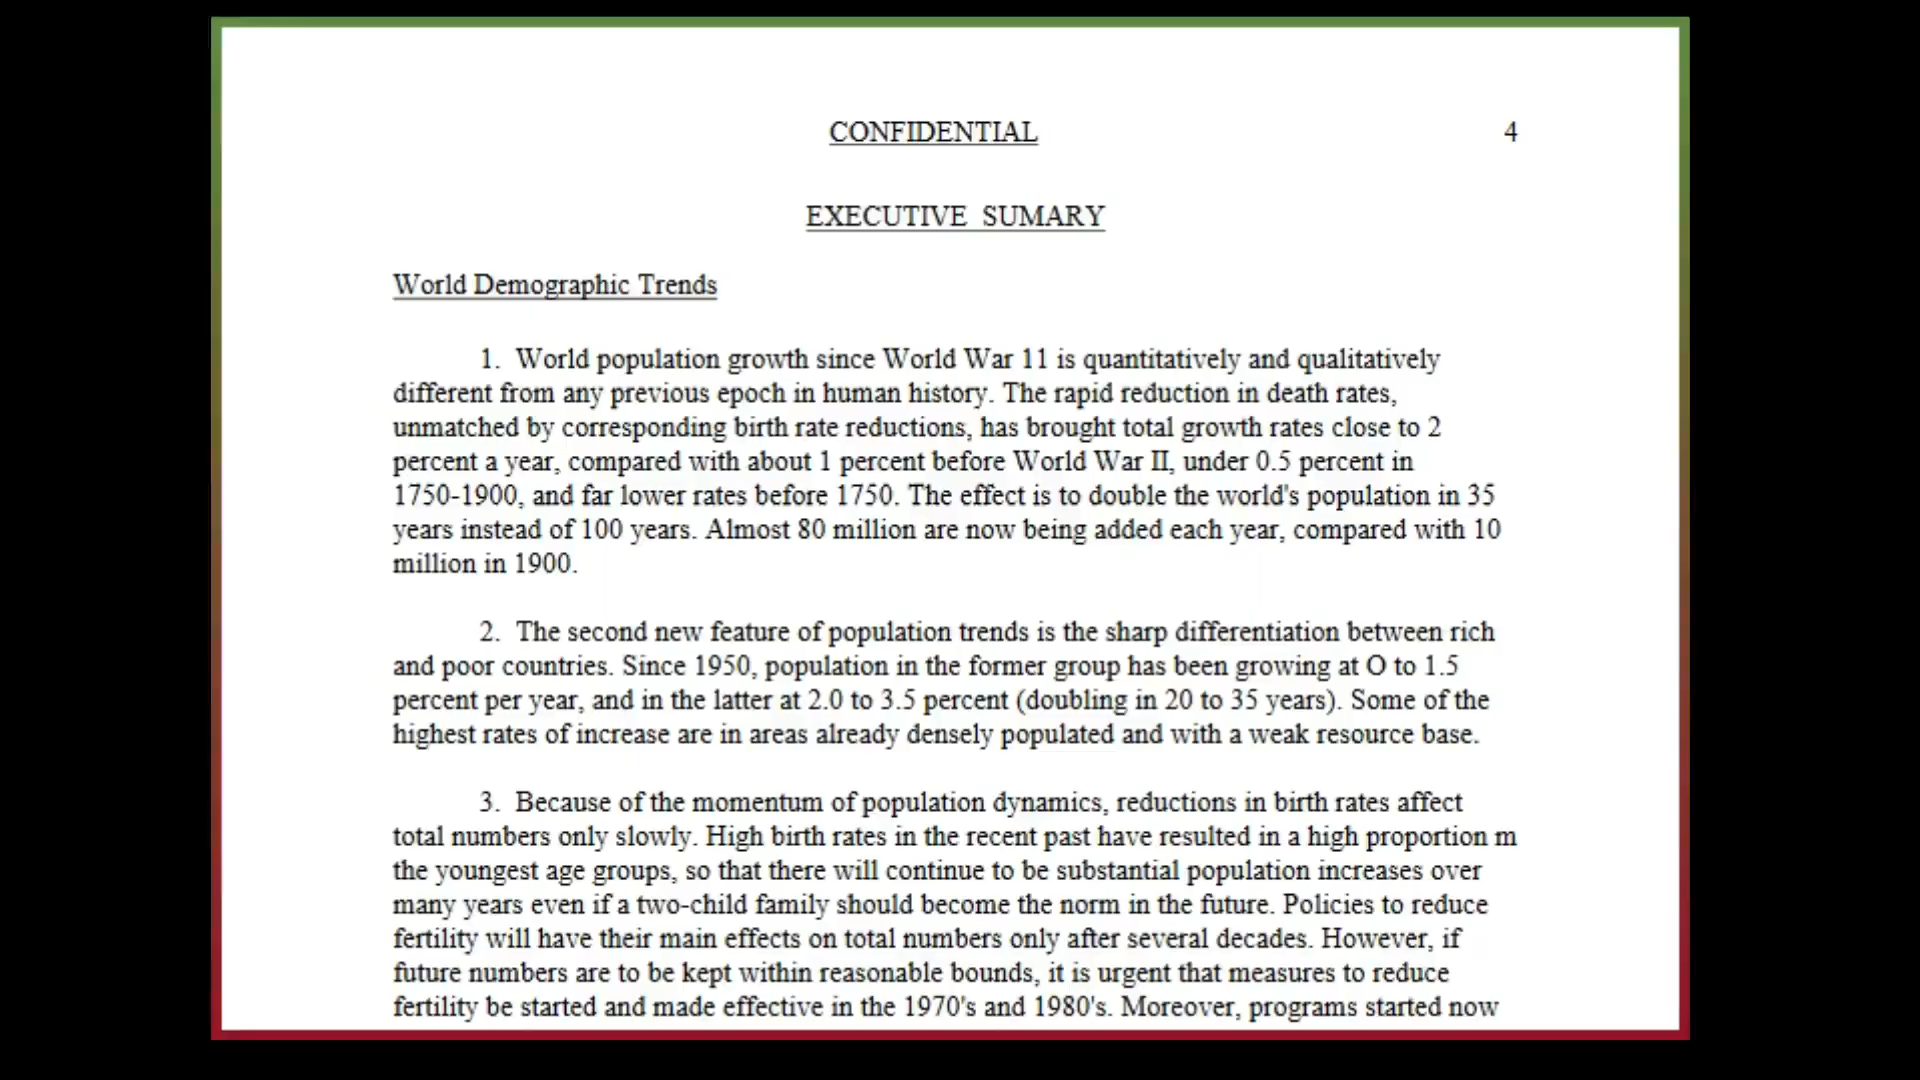 CONFIDENTIAL 4
EXECUTIVE SUMARY
World Demographic Trends
1. World population growth since World War 11 is quantitatively and qualitatively
different from any previous epoch in human history. The rapid reduction in death rates,
unmatched by corresponding birth rate reductions, has brought total growth rates close to 2
percent a year, compared with about 1 percent before World War II, under 0.5 percent in
1750-1900, and far lower rates before 1750. The effect is to double the world's population in 35
years instead of 100 years. Almost 80 million are now being added each year, compared with 10
million in 1900.
2. The second new feature of population trends is the sharp differentiation between rich
and poor countries. Since 1950, population in the former group has been growing at O to 1.5
percent per year, and in the latter at 2.0 to 3.5 percent (doubling in 20 to 35 years). Some of the
highest rates of increase are in areas already densely populated and with a weak resource base.
3. Because of the momentum of population dynamics, reductions in birth rates affect
total numbers only slowly. High birth rates in the recent past have resulted in a high proportion m
the youngest age groups, so that there will continue to be substantial population increases over
many years even if a two-child family should become the norm in the future. Policies to reduce
fertility will have their main effects on total numbers only after several decades. However, if
future numbers are to be kept within reasonable bounds, it is urgent that measures to reduce
fertility be started and made effective in the 1970's and 1980's. Moreover, programs started now